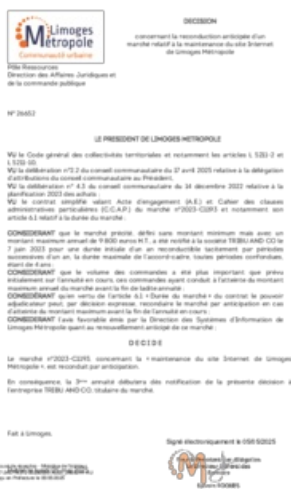 Limoges
Métropole
Communauté urbaine
DECISION
concernant la reconduction anticipée d'un
marché relatif à la maintenance du site Internet
de Limoges Métropole
Pôle Ressources
Direction des Affaires Juridiques et
de la commande publique
N° 26652
LE PRESIDENT DE LIMOGES METROPOLE
VU le Code général des collectivités territoriales et notamment les articles L 5211-2 et
L 5211-10.
VU la délibération n°2.2 du conseil communautaire du 17 avril 2025 relative à la délégation
d'attributions du conseil communautaire au Président.
VU la délibération n° 4.3 du conseil communautaire du 14 décembre 2022 relative à la
planification 2023 des achats ;
VU le contrat simplifié valant Acte d'engagement (A.E.) et Cahier des clauses
administratives particulières (C.C.A.P.) du marché et notamment son
article 6.1 relatif à la durée du marché :
CONSIDERANT que le marché, défini sans montant minimum mais avec un
montant maximum annuel de 9 800 euros H.T., a été notifié à la société TREBU AND CO le
7 juin 2023 pour une durée initiale d'un an reconductible tacitement par périodes
successives d'un an, la durée maximale de l'accord-cadre, toutes périodes confondues,
étant de 4 ans ;
CONSIDERANT que le volume des commandes a été plus important que prévu
initialement sur l'année en cours, ces commandes ayant conduit à l'atteinte du montant
maximum annuel du marché avant la fin de ladite année ;
CONSIDÉRANT qu'en vertu de l'article 6.1 «Durée du marché» du contrat le pouvoir
adjudicateur peut, par décision expresse, reconduire le marché par anticipation en cas
d'atteinte du montant maximum avant la fin de l'année en cours ;
CONSIDERANT l'avis favorable émis par la Direction des Systèmes d'Information de
Limoges Métropole quant au renouvellement anticipé de ce marché ;
D E C I D E
Le marché concernant la « maintenance du site Internet de Limoges
Métropole », est reconduit par anticipation.
En conséquence, la 3ème annuité débutera dès notification de la présente décision à
l'entreprise TREBU AND CO, titulaire du marché.
Fait à Limoges,
Signé électroniquement le